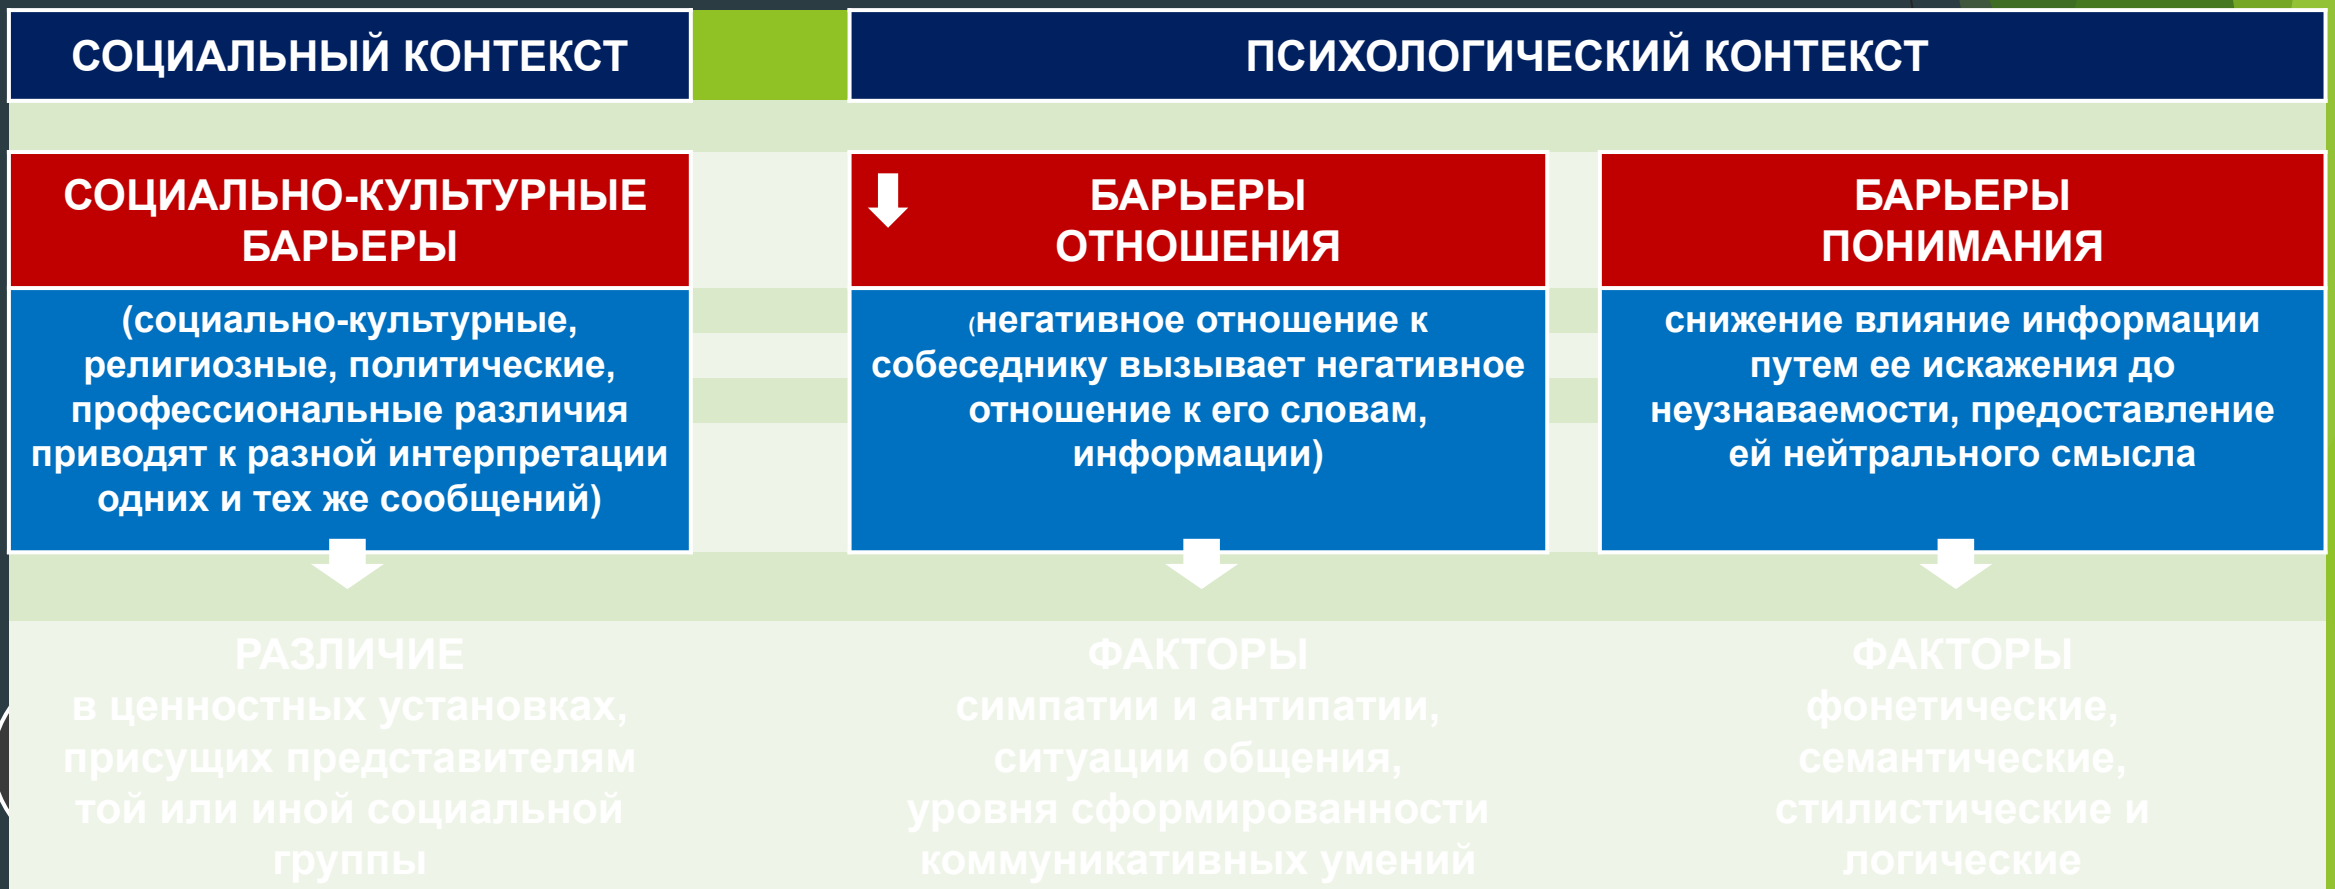 СОЦИАЛЬНЫЙ КОНТЕКСТ
ПСИХОЛОГИЧЕСКИЙ КОНТЕКСТ
СОЦИАЛЬНО-КУЛЬТУРНЫЕ
БАРЬЕРЫ
(социально-культурные,
религиозные, политические,
профессиональные различия
приводят к разной интерпретации
одних и тех же сообщений)
РАЗЛИЧИЕ
в ценностных установках,
присущих представителям
той или иной социальной
группы
БАРЬЕРЫ
ОТНОШЕНИЯ
(негативное отношение к
собеседнику вызывает негативное
отношение к его словам,
информации)
ФАКТОРЫ
симпатии и антипатии,
ситуации общения,
уровня сформированности
коммуникативных умений
БАРЬЕРЫ
ПОНИМАНИЯ
снижение влияние информации
путем ее искажения до
неузнаваемости, предоставление
ей нейтрального смысла
ФАКТОРЫ
фонетические,
семантические,
стилистические и
логические